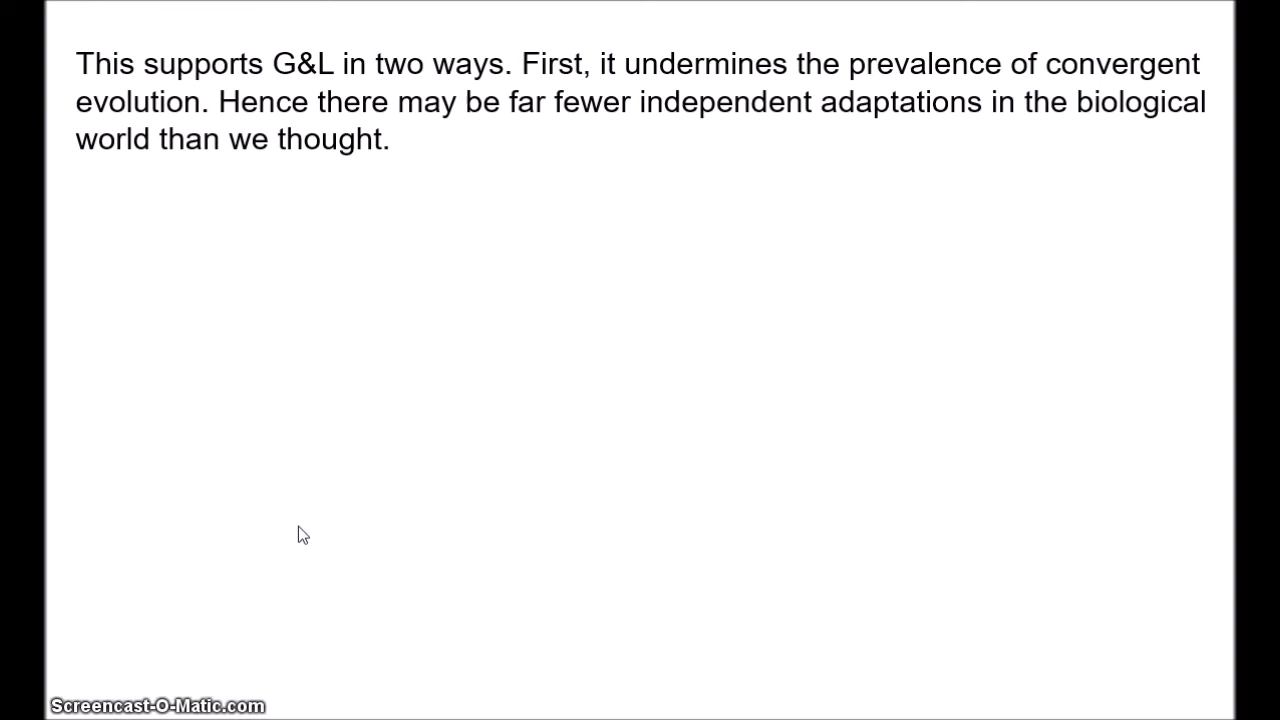 This supports G&L in two ways. First, it undermines the prevalence of convergent
evolution. Hence there may be far fewer independent adaptations in the biological
world than we thought.
Screencast-O-Matic.com